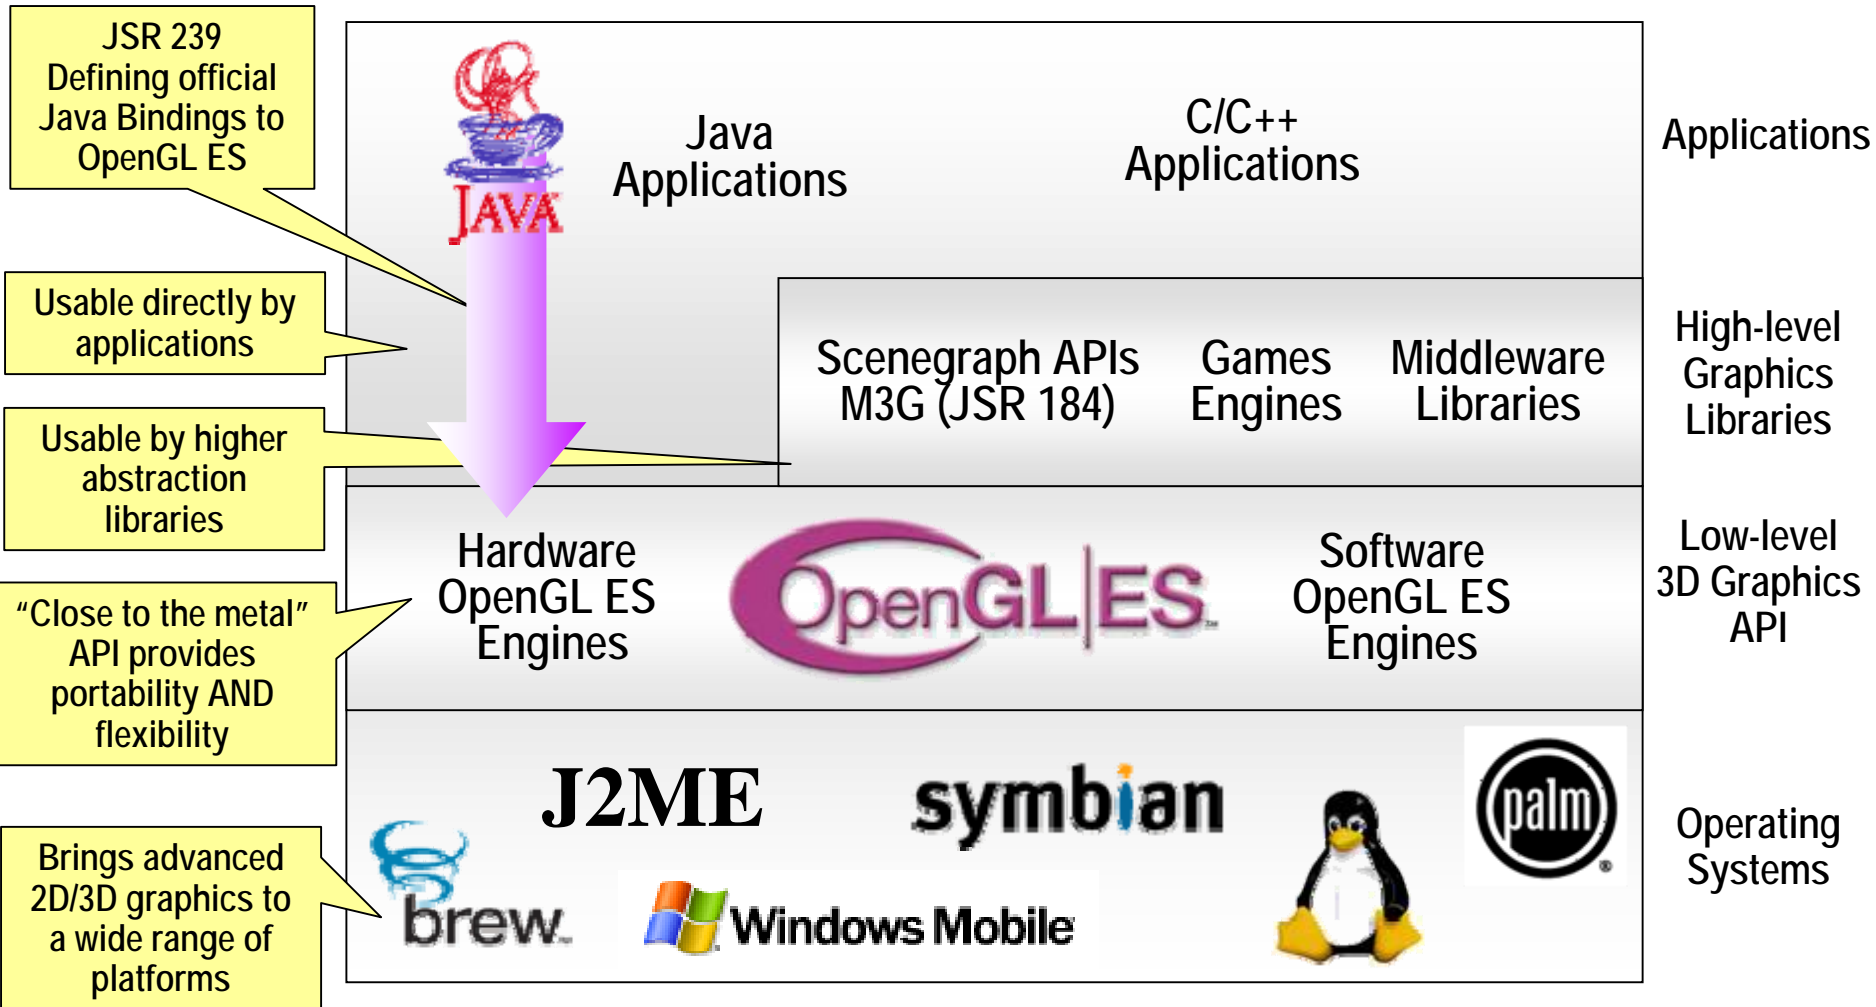 JSR 239
Defining official
Java Bindings to
OpenGL ES
Usable directly by
applications
Usable by higher
abstraction
libraries
“Close to the metal”
API provides
portability AND
flexibility
Brings advanced
2D/3D graphics to
a wide range of
platforms
JAVA
Java
Applications
C/C++
Applications
Scenegraph APIs
M3G (JSR 184)
Games
Engines
Middleware
Libraries
Hardware
OpenGL ES
Engines
OpenGL|ES™
Software
OpenGL ES
Engines
J2ME
symbian
palm®
brew™
Windows Mobile
Applications
High-level
Graphics
Libraries
Low-level
3D Graphics
API
Operating
Systems